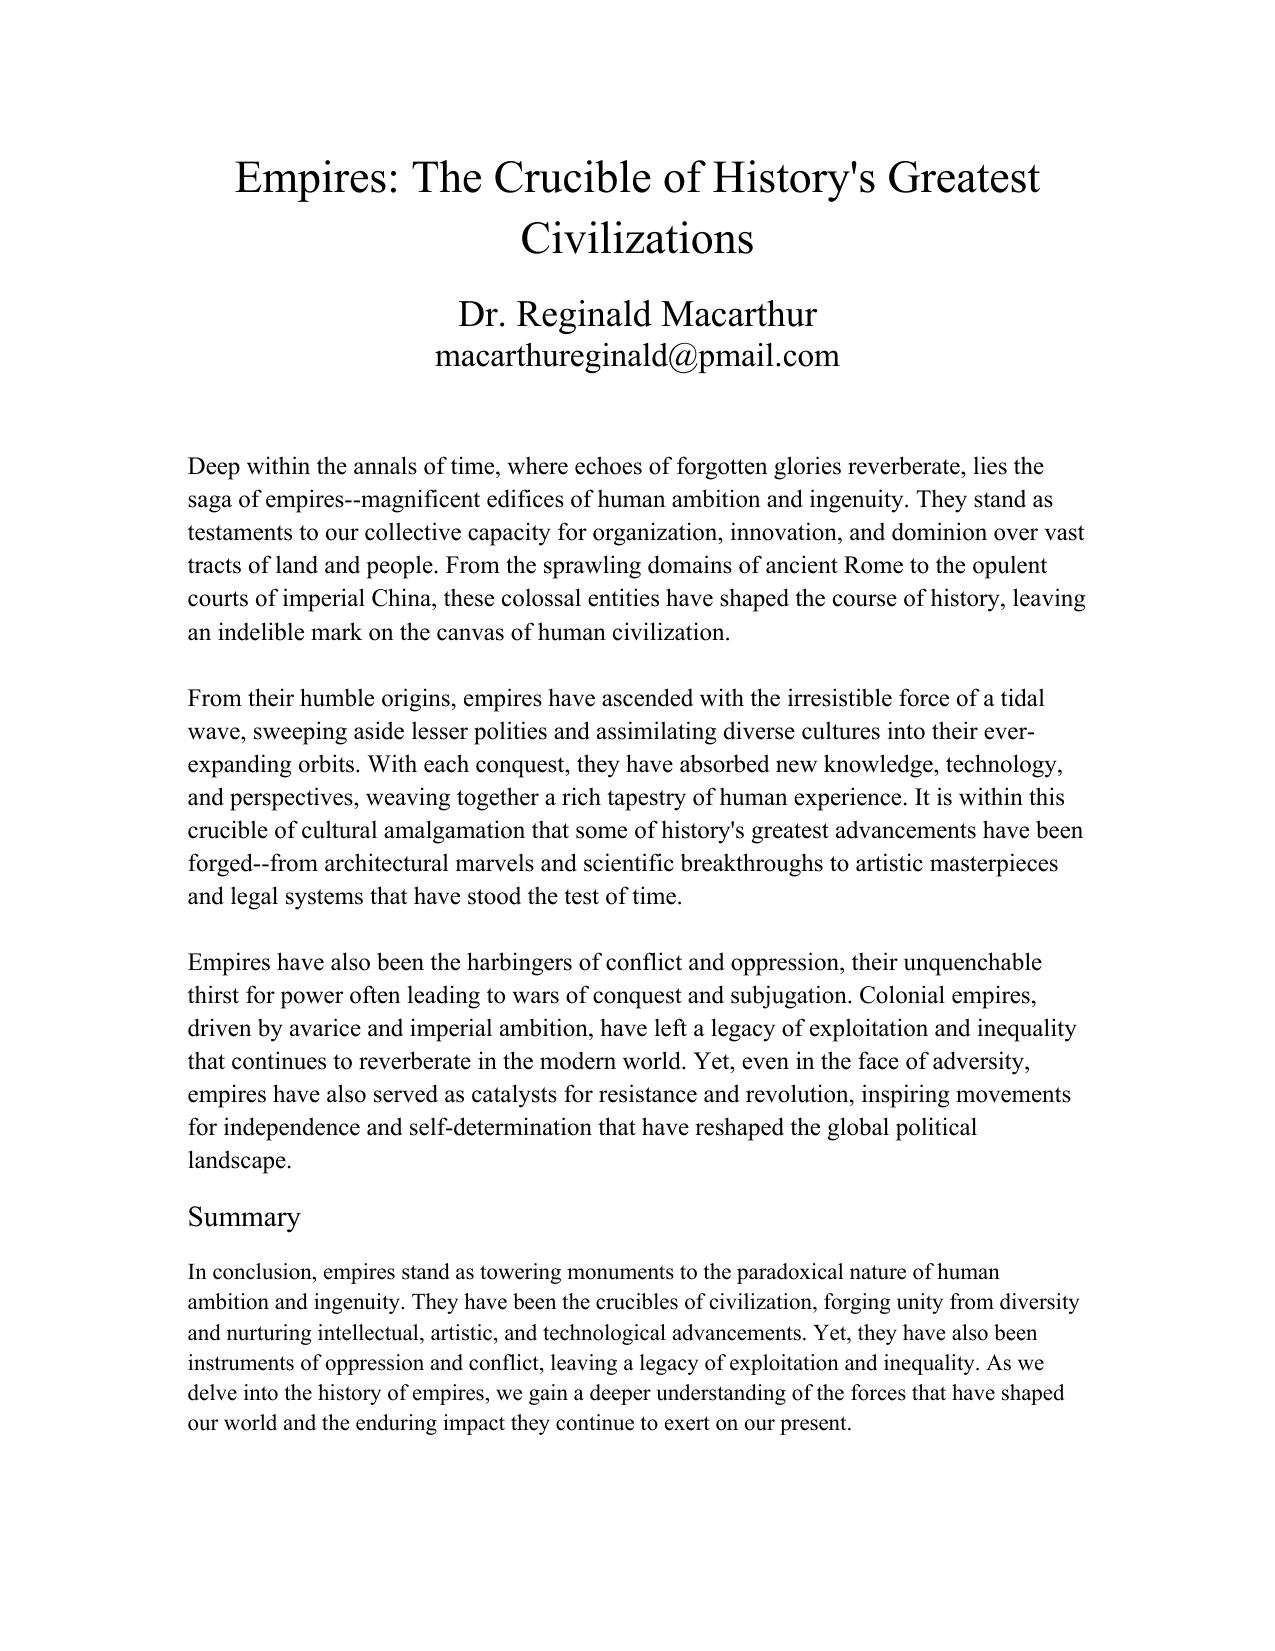 Empires: The Crucible of History's Greatest
Civilizations
Dr. Reginald Macarthur
macarthureginald@pmail.com
Deep within the annals of time, where echoes of forgotten glories reverberate, lies the
saga of empires--magnificent edifices of human ambition and ingenuity. They stand as
testaments to our collective capacity for organization, innovation, and dominion over vast
tracts of land and people. From the sprawling domains of ancient Rome to the opulent
courts of imperial China, these colossal entities have shaped the course of history, leaving
an indelible mark on the canvas of human civilization.
From their humble origins, empires have ascended with the irresistible force of a tidal
wave, sweeping aside lesser polities and assimilating diverse cultures into their ever-
expanding orbits. With each conquest, they have absorbed new knowledge, technology,
and perspectives, weaving together a rich tapestry of human experience. It is within this
crucible of cultural amalgamation that some of history's greatest advancements have been
forged--from architectural marvels and scientific breakthroughs to artistic masterpieces
and legal systems that have stood the test of time.
Empires have also been the harbingers of conflict and oppression, their unquenchable
thirst for power often leading to wars of conquest and subjugation. Colonial empires,
driven by avarice and imperial ambition, have left a legacy of exploitation and inequality
that continues to reverberate in the modern world. Yet, even in the face of adversity,
empires have also served as catalysts for resistance and revolution, inspiring movements
for independence and self-determination that have reshaped the global political
landscape.
Summary
In conclusion, empires stand as towering monuments to the paradoxical nature of human
ambition and ingenuity. They have been the crucibles of civilization, forging unity from diversity
and nurturing intellectual, artistic, and technological advancements. Yet, they have also been
instruments of oppression and conflict, leaving a legacy of exploitation and inequality. As we
delve into the history of empires, we gain a deeper understanding of the forces that have shaped
our world and the enduring impact they continue to exert on our present.